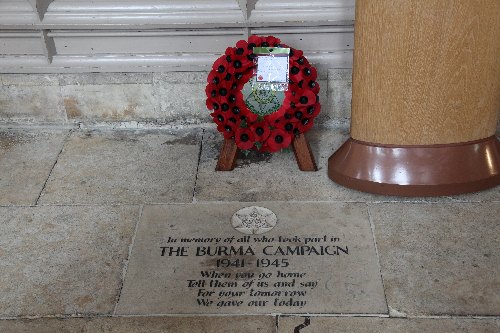 In memory of all who took part in
THE BURMA CAMPAIGN
1941-1945
When you go home
Tell them of us and say
For your tomorrow
We gave our today